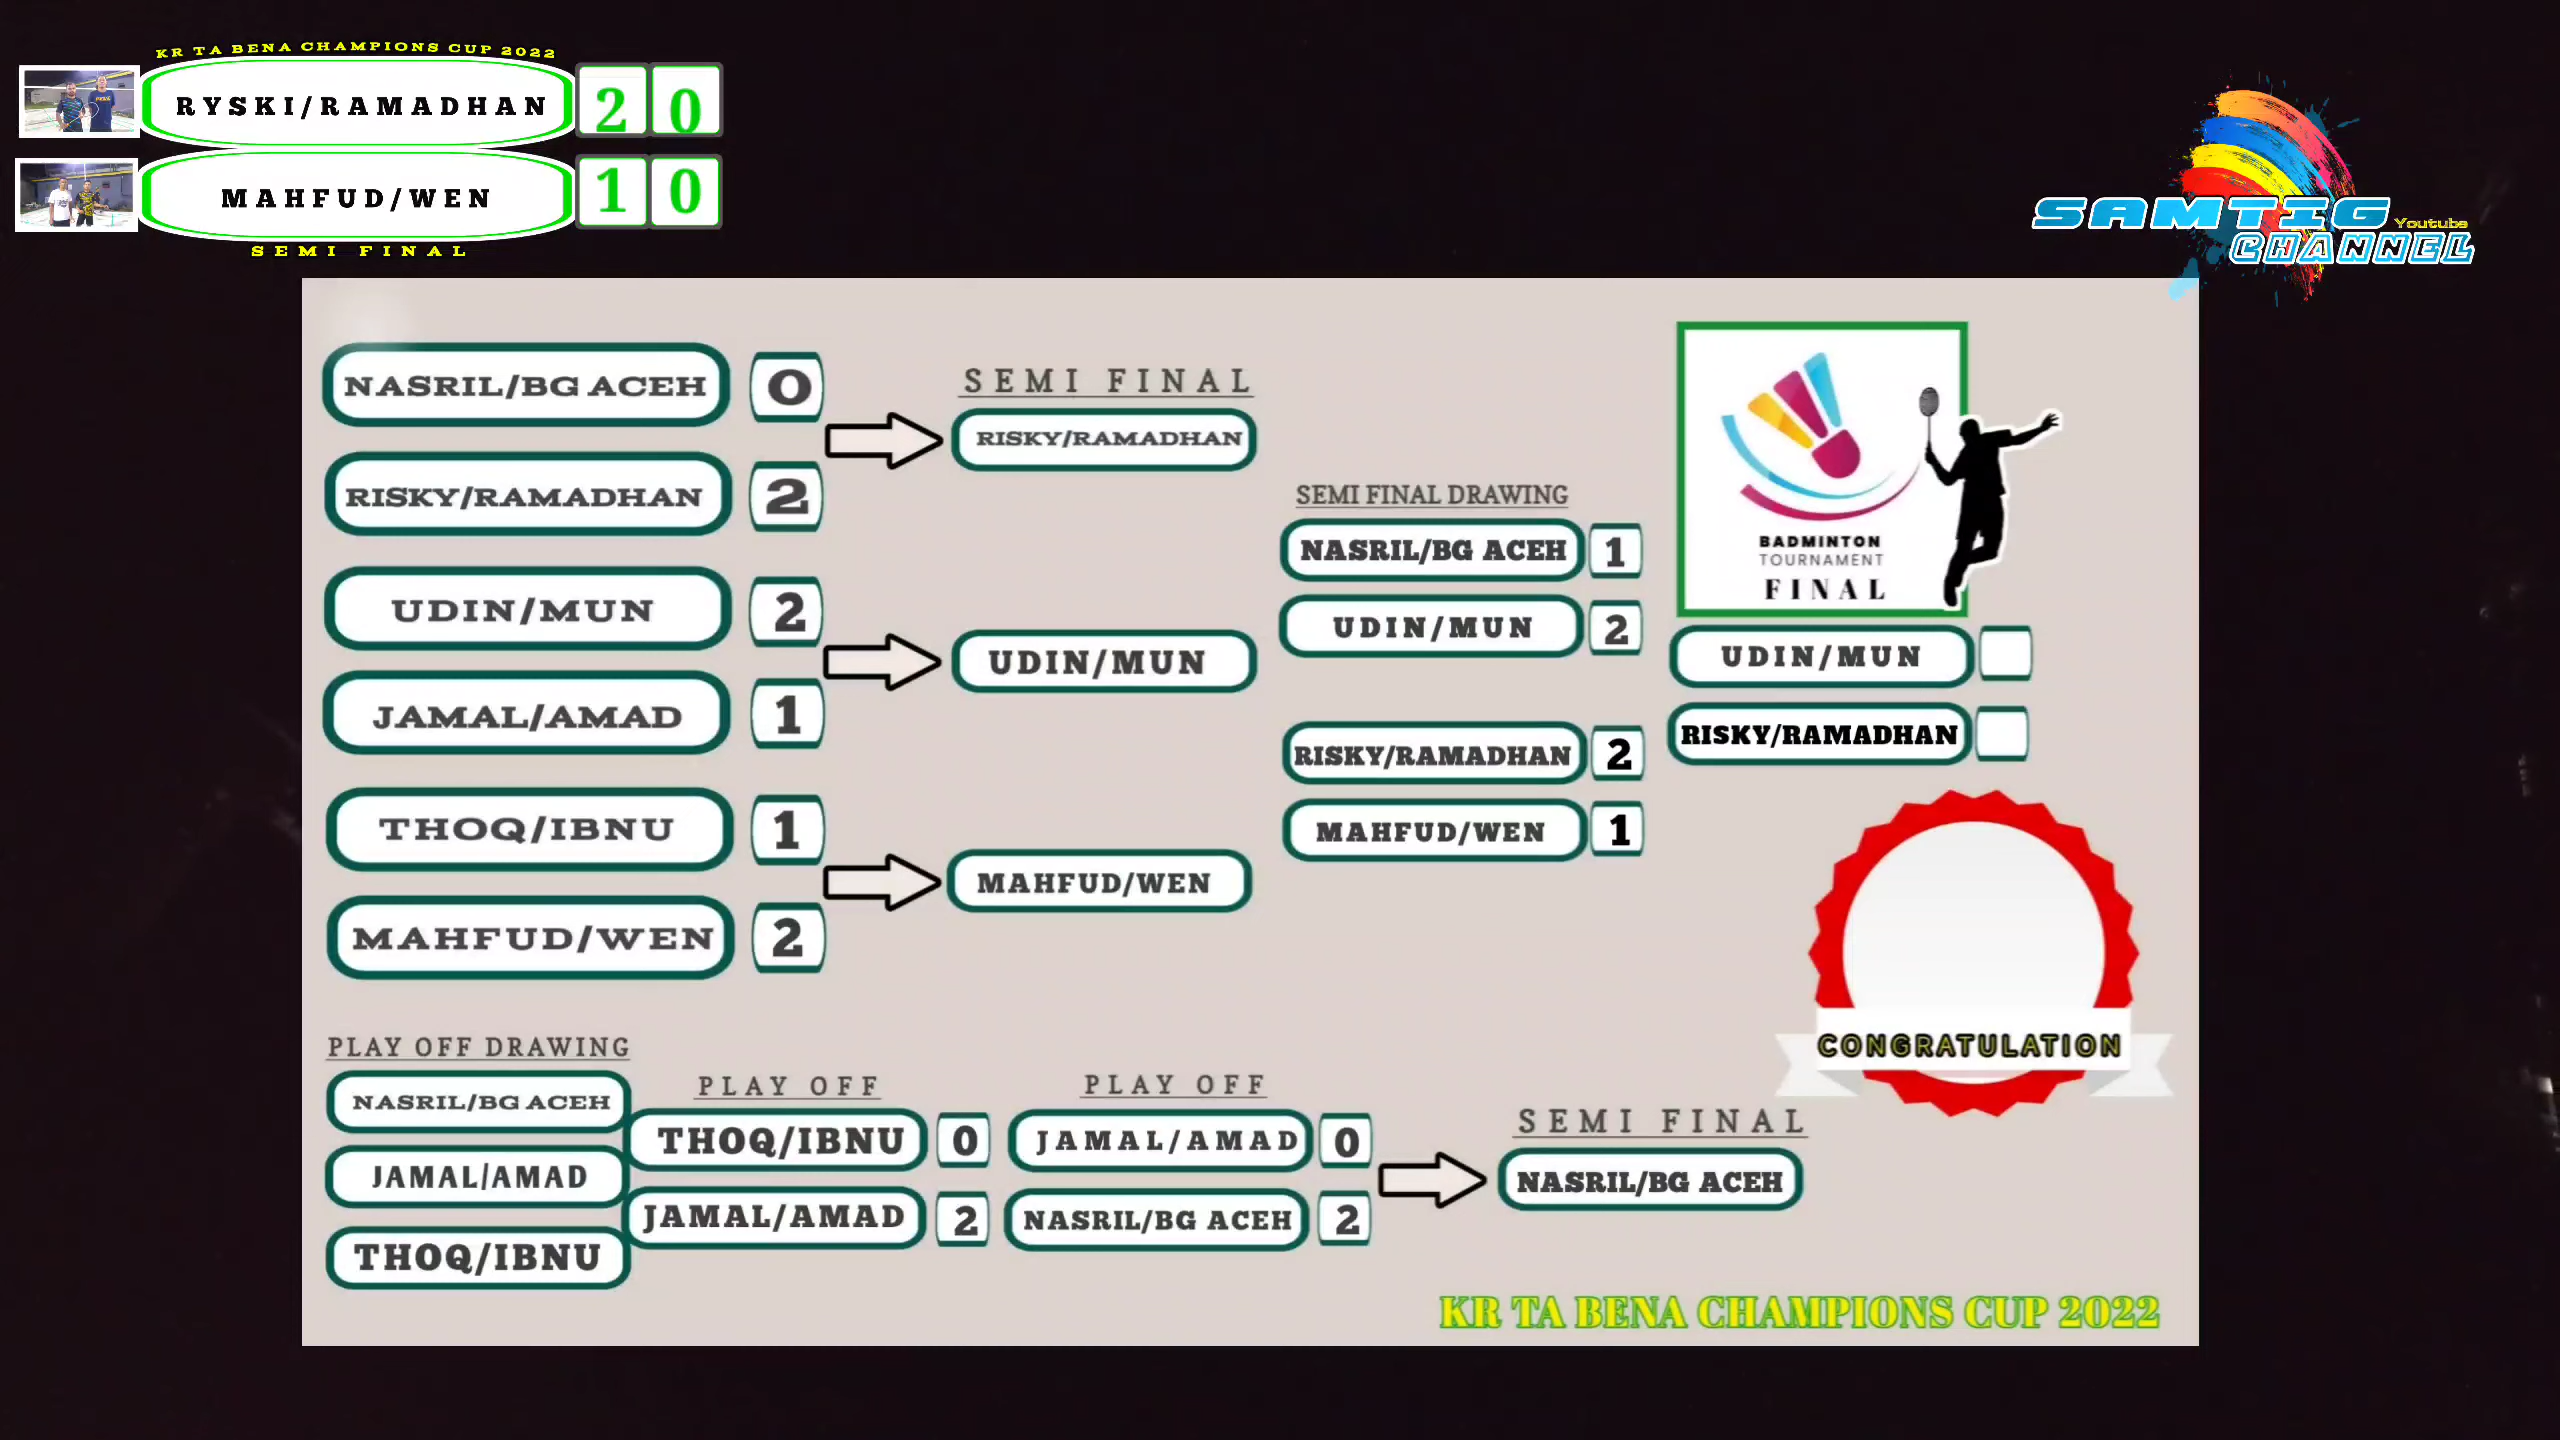 KR TA BENA CHAMPIONS CUP 2022
RYSKI/RAMADHAN 2 0
MAHFUD/WEN 1 0
SEMI FINAL
SAMTIG
Youtube
CHANNEL
NASRIL/BG ACEH 0
RISKY/RAMADHAN 2
UDIN/MUN 2
JAMAL/AMAD 1
THOQ/IBNU 1
MAHFUD/WEN 2
SEMI FINAL
RISKY/RAMADHAN
UDIN/MUN
MAHFUD/WEN
SEMI FINAL DRAWING
NASRIL/BG ACEH 1
UDIN/MUN 2
RISKY/RAMADHAN 2
MAHFUD/WEN 1
BADMINTON
TOURNAMENT
FINAL
UDIN/MUN
RISKY/RAMADHAN
CONGRATULATION
PLAY OFF DRAWING
NASRIL/BG ACEH
JAMAL/AMAD
THOQ/IBNU
PLAY OFF
THOQ/IBNU 0
JAMAL/AMAD 2
PLAY OFF
JAMAL/AMAD 0
NASRIL/BG ACEH 2
SEMI FINAL
NASRIL/BG ACEH
KR TA BENA CHAMPIONS CUP 2022